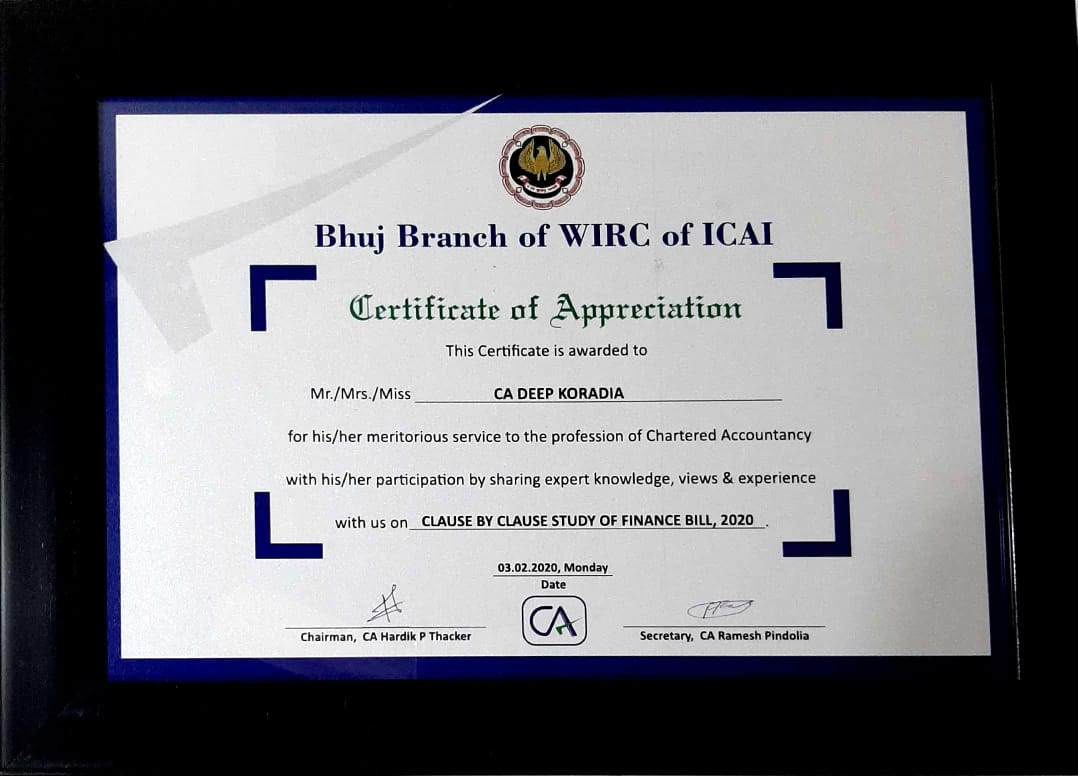 Bhuj Branch of WIRC of ICAI
Certificate of Appreciation
This Certificate is awarded to
Mr./Mrs./Miss CA DEEP KORADIA
for his/her meritorious service to the profession of Chartered Accountancy
with his/her participation by sharing expert knowledge, views & experience
with us on CLAUSE BY CLAUSE STUDY OF FINANCE BILL, 2020 .
03.02.2020, Monday
Date
CA
Chairman, CA Hardik P Thacker
Secretary, CA Ramesh Pindolia